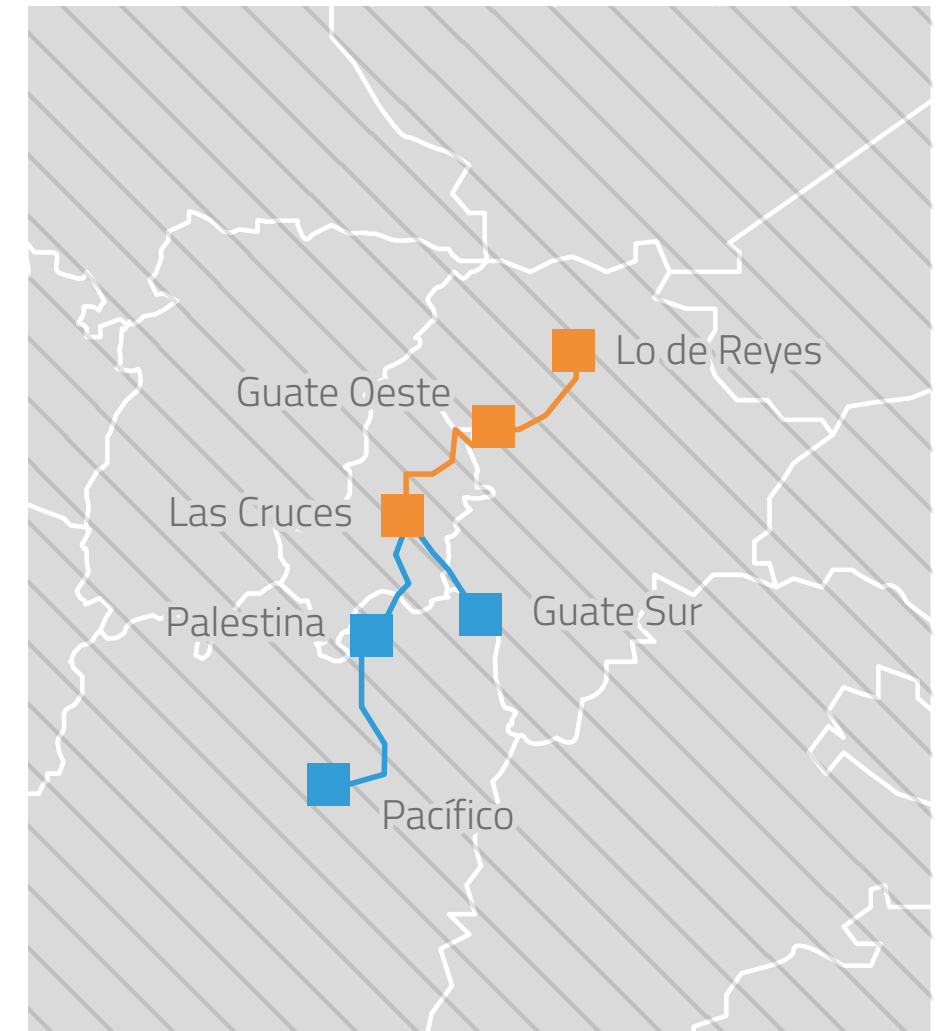 Lo de Reyes
Guate Oeste
Las Cruces
Guate Sur
Palestina
Pacífico